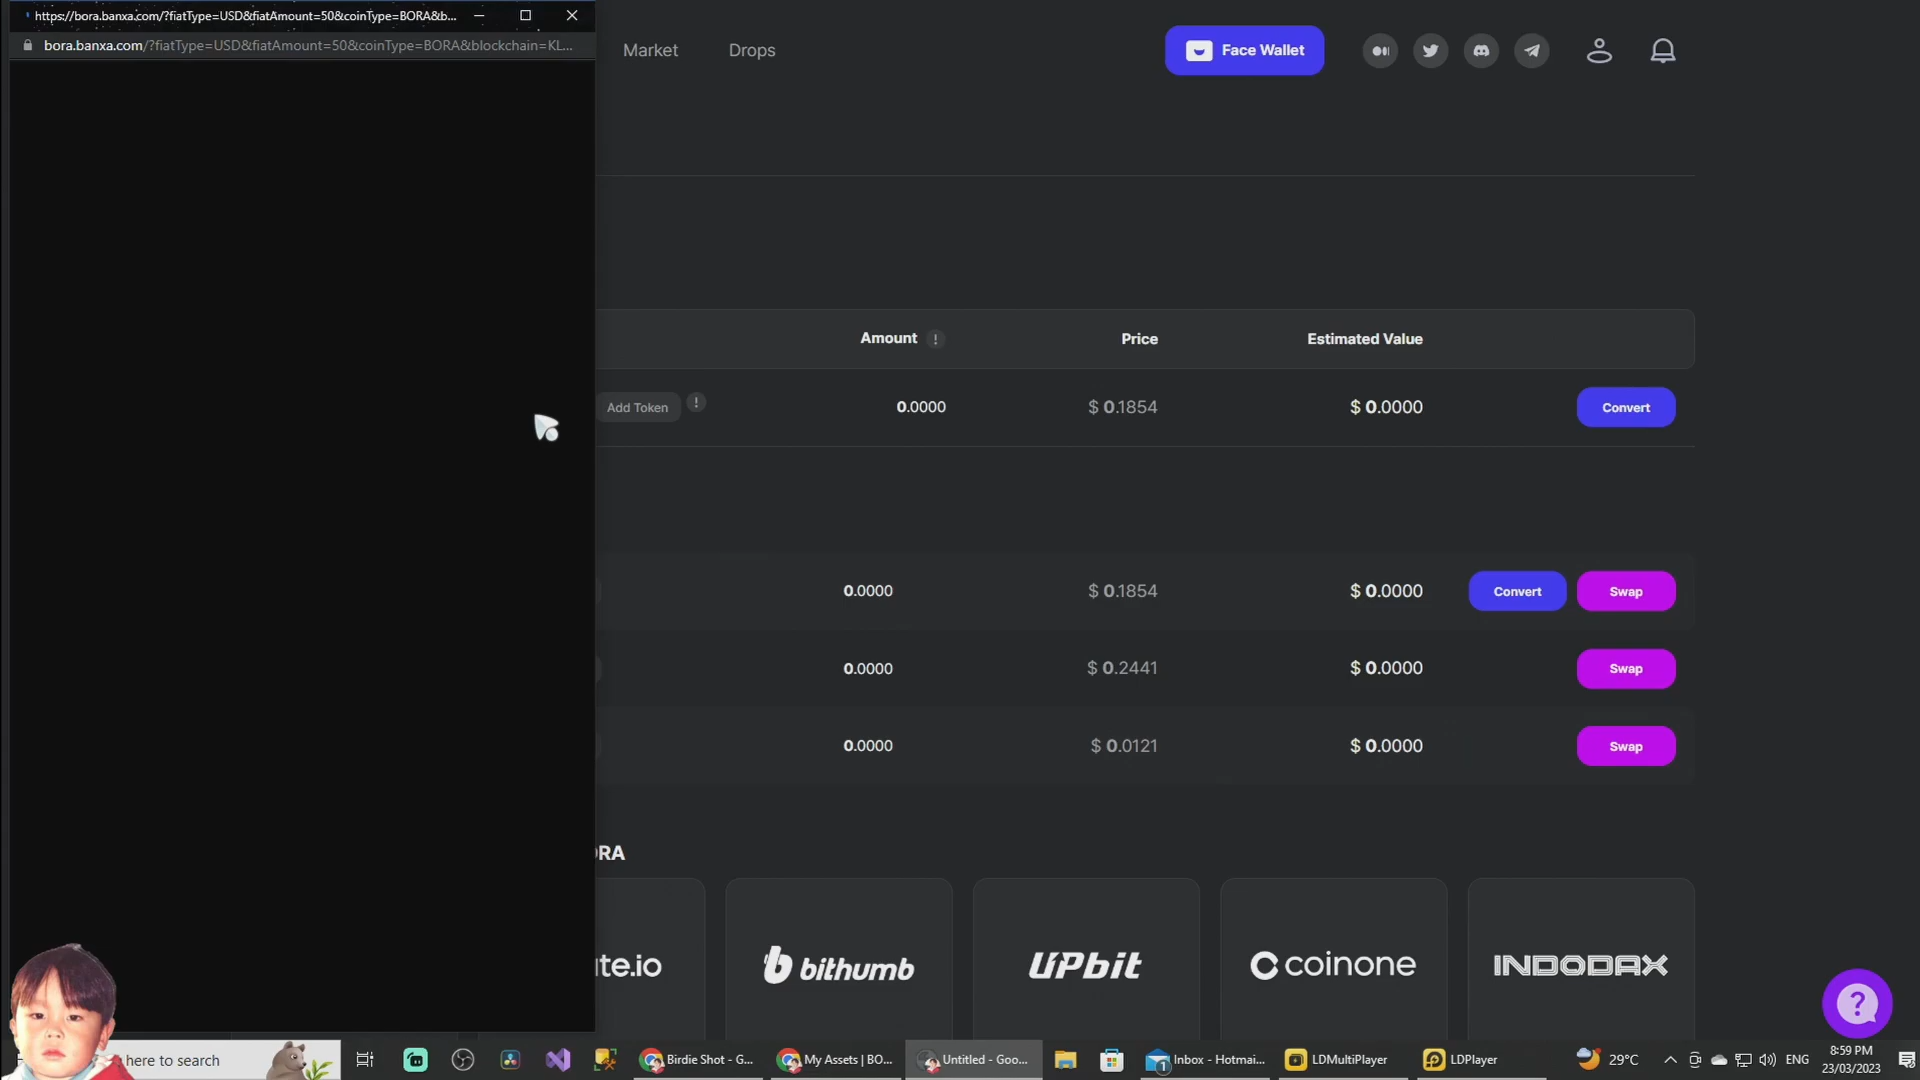 https://bora.banxa.com/?fiatType=USD&fiatAmount=50&coinType=BORA&b...
bora.banxa.com/?fiatType=USD&fiatAmount=50&coinType=BORA&blockchain=KL...
Market
Drops
Face Wallet
Amount !
Price
Estimated Value
Add Token !
0.0000
$ 0.1854
$ 0.0000
Convert
0.0000
$ 0.1854
$ 0.0000
Convert
Swap
0.0000
$ 0.2441
$ 0.0000
Swap
0.0000
$ 0.0121
$ 0.0000
Swap
ORA
te.io
bithumb
UPbit
coinone
INDODAX
?
here to search
Birdie Shot - G...
My Assets | BO...
Untitled - Goo...
1
Inbox - Hotmai...
LDMultiPlayer
LDPlayer
29°C
ENG
8:59 PM
23/03/2023